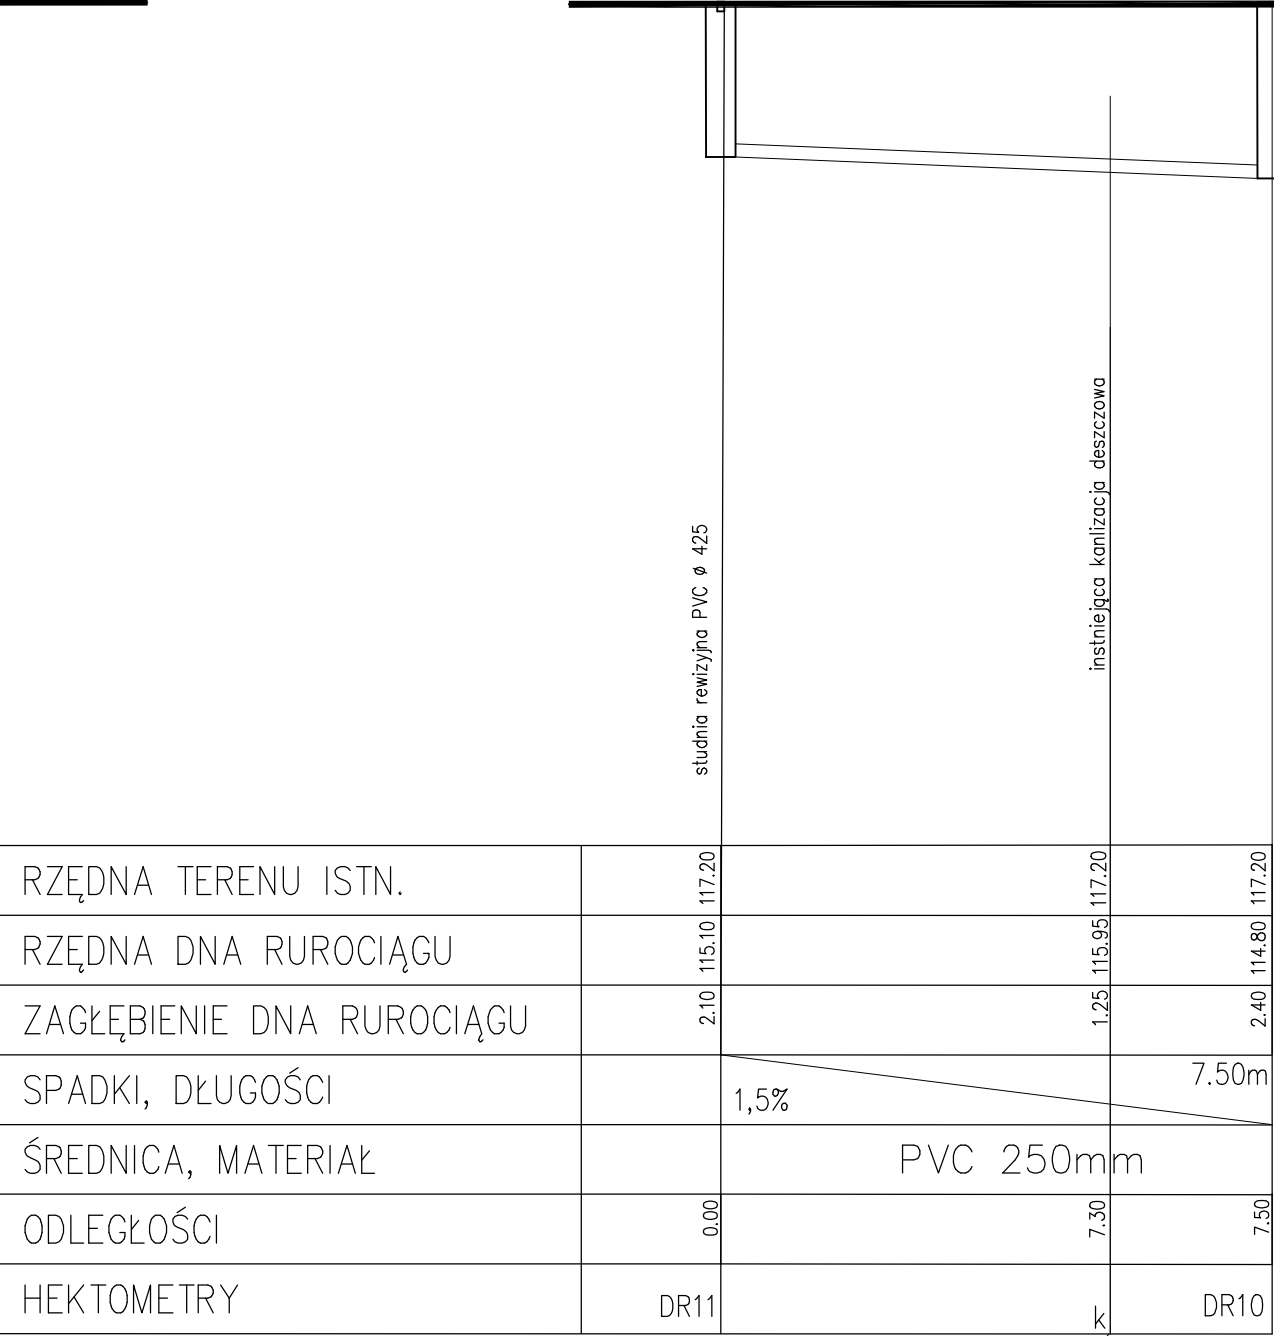 studnia rewizyjna PVC ø 425
instniejąca kanlizacja deszczowa
RZĘDNA TERENU ISTN. 117.20 117.20 117.20
RZĘDNA DNA RUROCIĄGU 115.10 115.95 114.80
ZAGŁĘBIENIE DNA RUROCIĄGU 2.10 1.25 2.40
SPADKI, DŁUGOŚCI 1,5% 7.50m
ŚREDNICA, MATERIAŁ PVC 250mm
ODLEGŁOŚCI 0.00 7.30 7.50
HEKTOMETRY DR11 k DR10